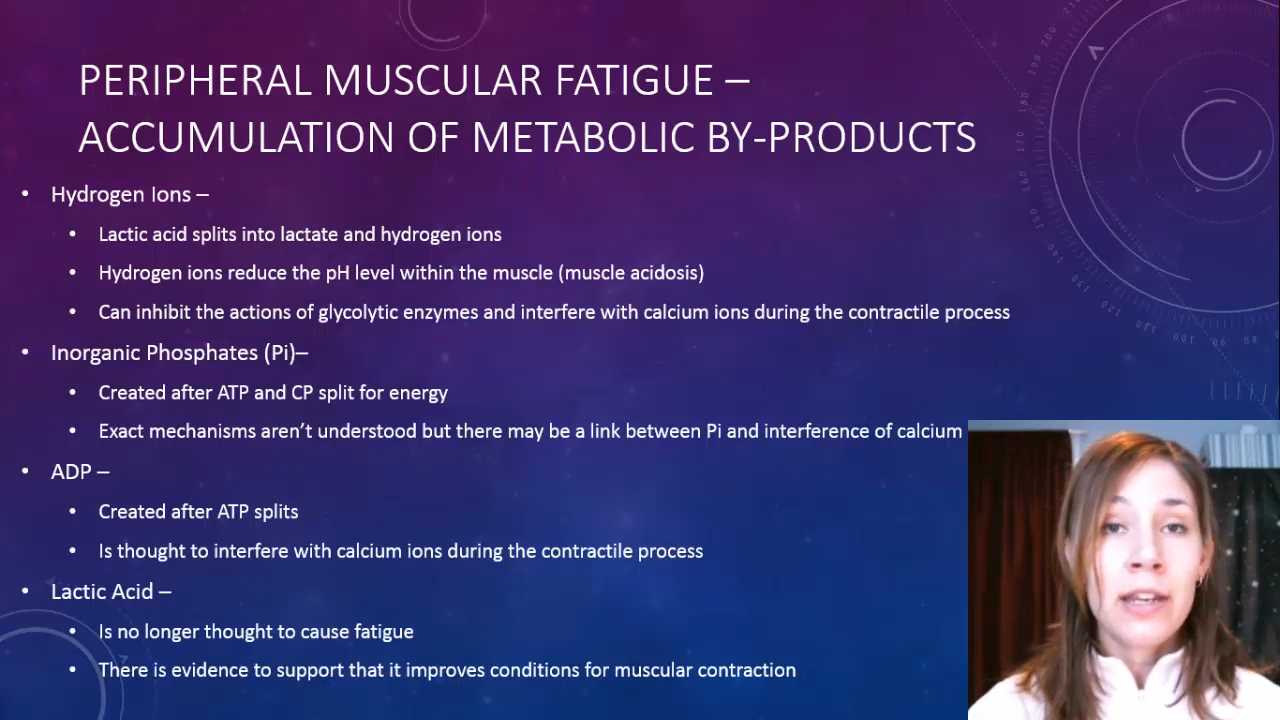 PERIPHERAL MUSCULAR FATIGUE –
ACCUMULATION OF METABOLIC BY-PRODUCTS
• Hydrogen Ions –
• Lactic acid splits into lactate and hydrogen ions
• Hydrogen ions reduce the pH level within the muscle (muscle acidosis)
• Can inhibit the actions of glycolytic enzymes and interfere with calcium ions during the contractile process
• Inorganic Phosphates (Pi)–
• Created after ATP and CP split for energy
• Exact mechanisms aren’t understood but there may be a link between Pi and interference of calcium
• ADP –
• Created after ATP splits
• Is thought to interfere with calcium ions during the contractile process
• Lactic Acid –
• Is no longer thought to cause fatigue
• There is evidence to support that it improves conditions for muscular contraction